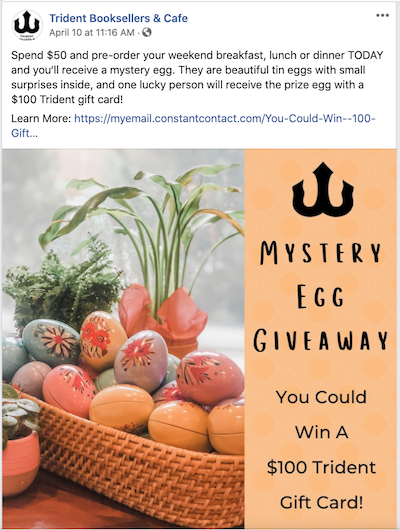 Trident Booksellers & Cafe
April 10 at 11:16 AM ·
Spend $50 and pre-order your weekend breakfast, lunch or dinner TODAY
and you'll receive a mystery egg. They are beautiful tin eggs with small
surprises inside, and one lucky person will receive the prize egg with a
$100 Trident gift card!
Learn More: https://myemail.constantcontact.com/You-Could-Win--100-
Gift...
MYSTERY
EGG
GIVEAWAY
You Could
Win A
$100 Trident
Gift Card!